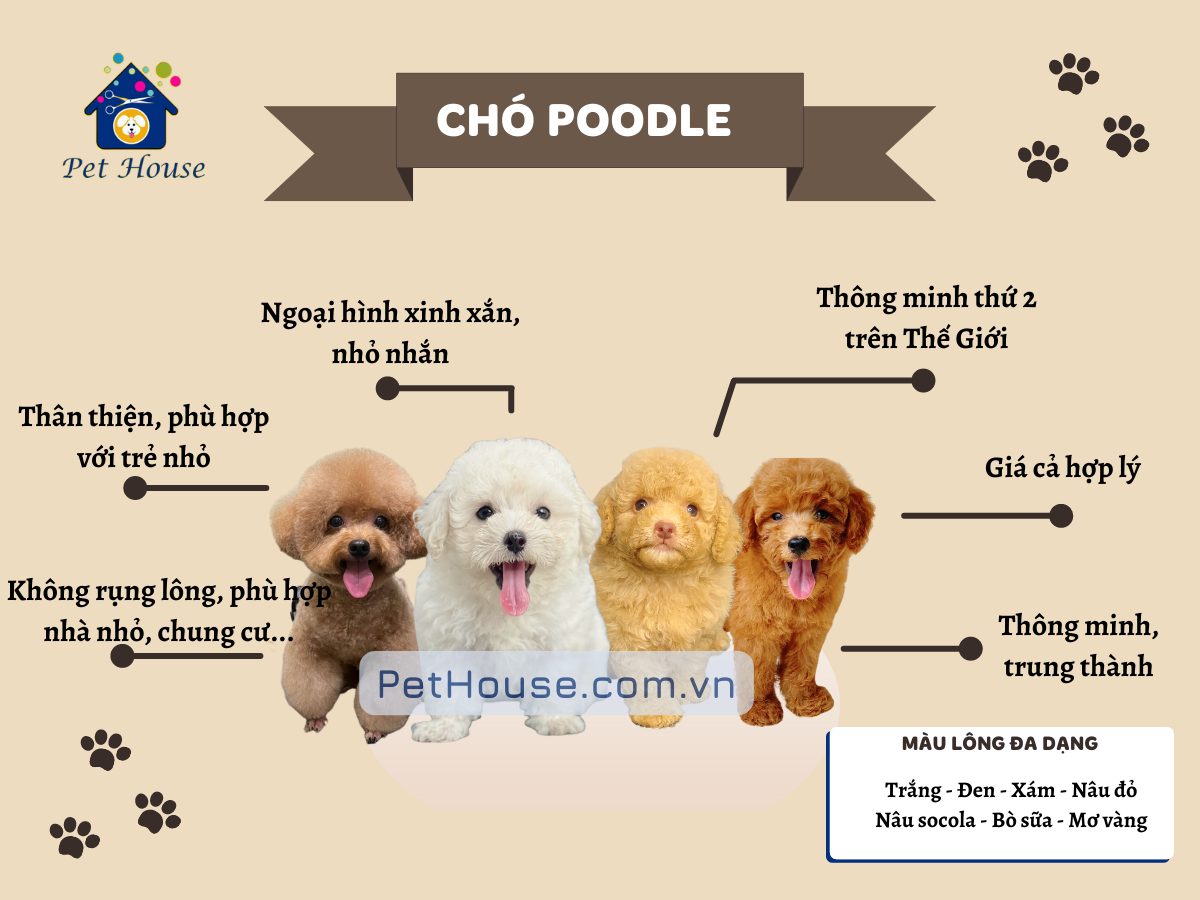 Pet House
CHÓ POODLE
Ngoại hình xinh xắn,
nhỏ nhắn
Thông minh thứ 2
trên Thế Giới
Thân thiện, phù hợp
với trẻ nhỏ
Giá cả hợp lý
Không rụng lông, phù hợp
nhà nhỏ, chung cư...
Thông minh,
trung thành
PetHouse.com.vn
MÀU LÔNG ĐA DẠNG
Trắng - Đen - Xám - Nâu đỏ
Nâu socola - Bò sữa - Mơ vàng